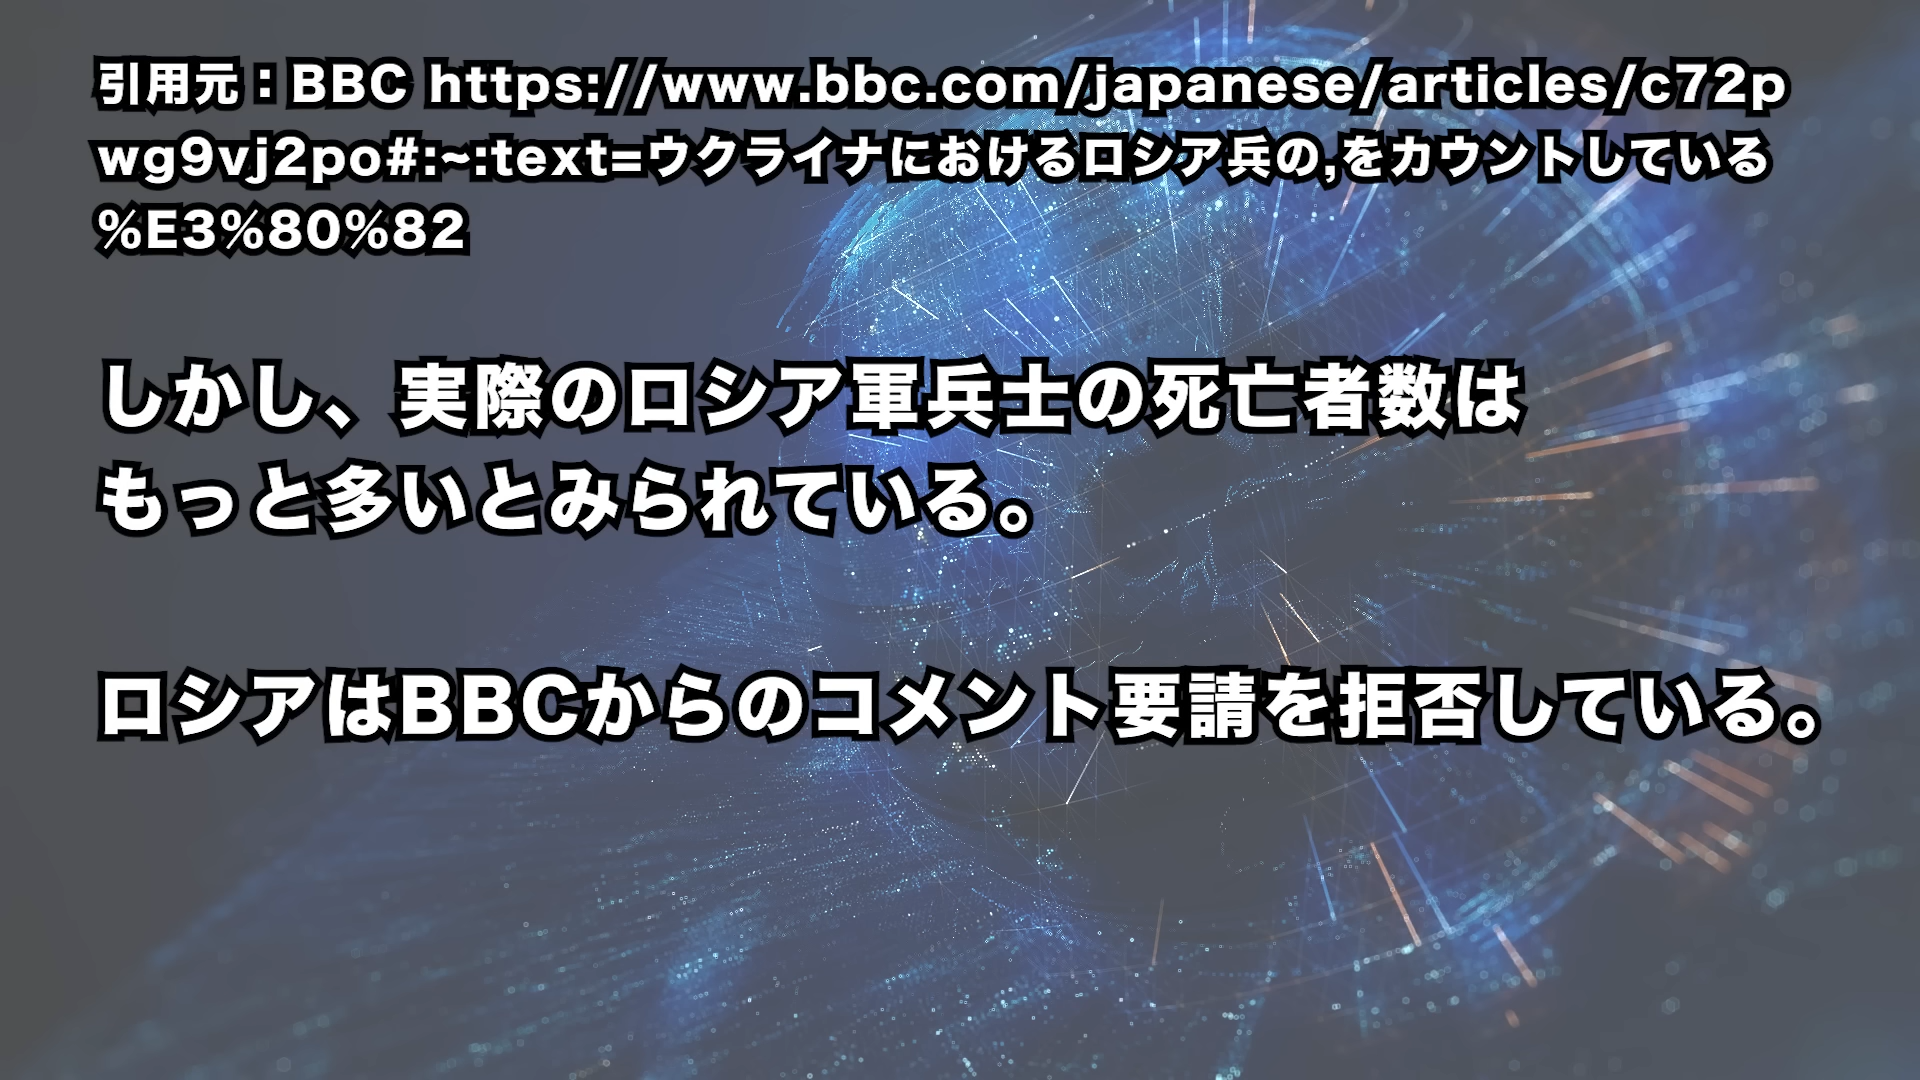 引用元：BBC https://www.bbc.com/japanese/articles/c72p
wg9vj2po#:~:text=ウクライナにおけるロシア兵の,をカウントしている
%E3%80%82
しかし、実際のロシア軍兵士の死亡者数は
もっと多いとみられている。
ロシアはBBCからのコメント要請を拒否している。